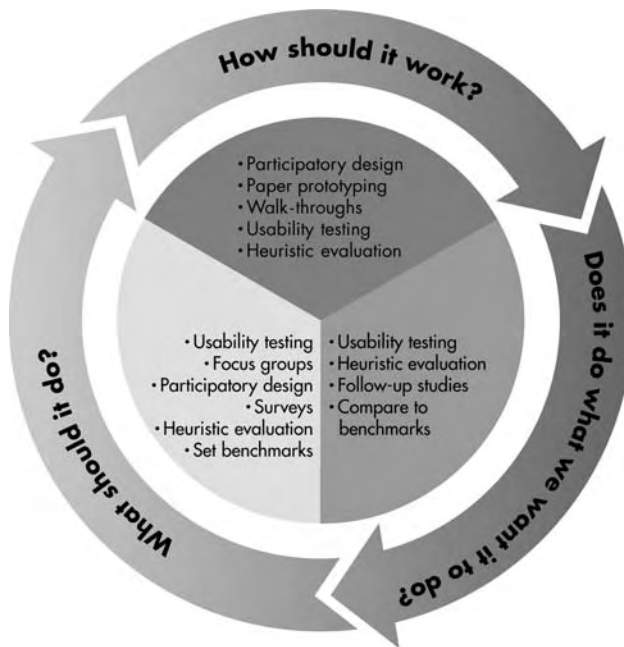 How should it work?
• Participatory design
• Paper prototyping
• Walk-throughs
• Usability testing
• Heuristic evaluation
Does it do what we want it to do?
• Usability testing
• Heuristic evaluation
• Follow-up studies
• Compare to
benchmarks
What should it do?
• Usability testing
• Focus groups
• Participatory design
• Surveys
• Heuristic evaluation
• Set benchmarks